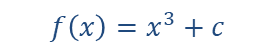 f(x) = x³ + c